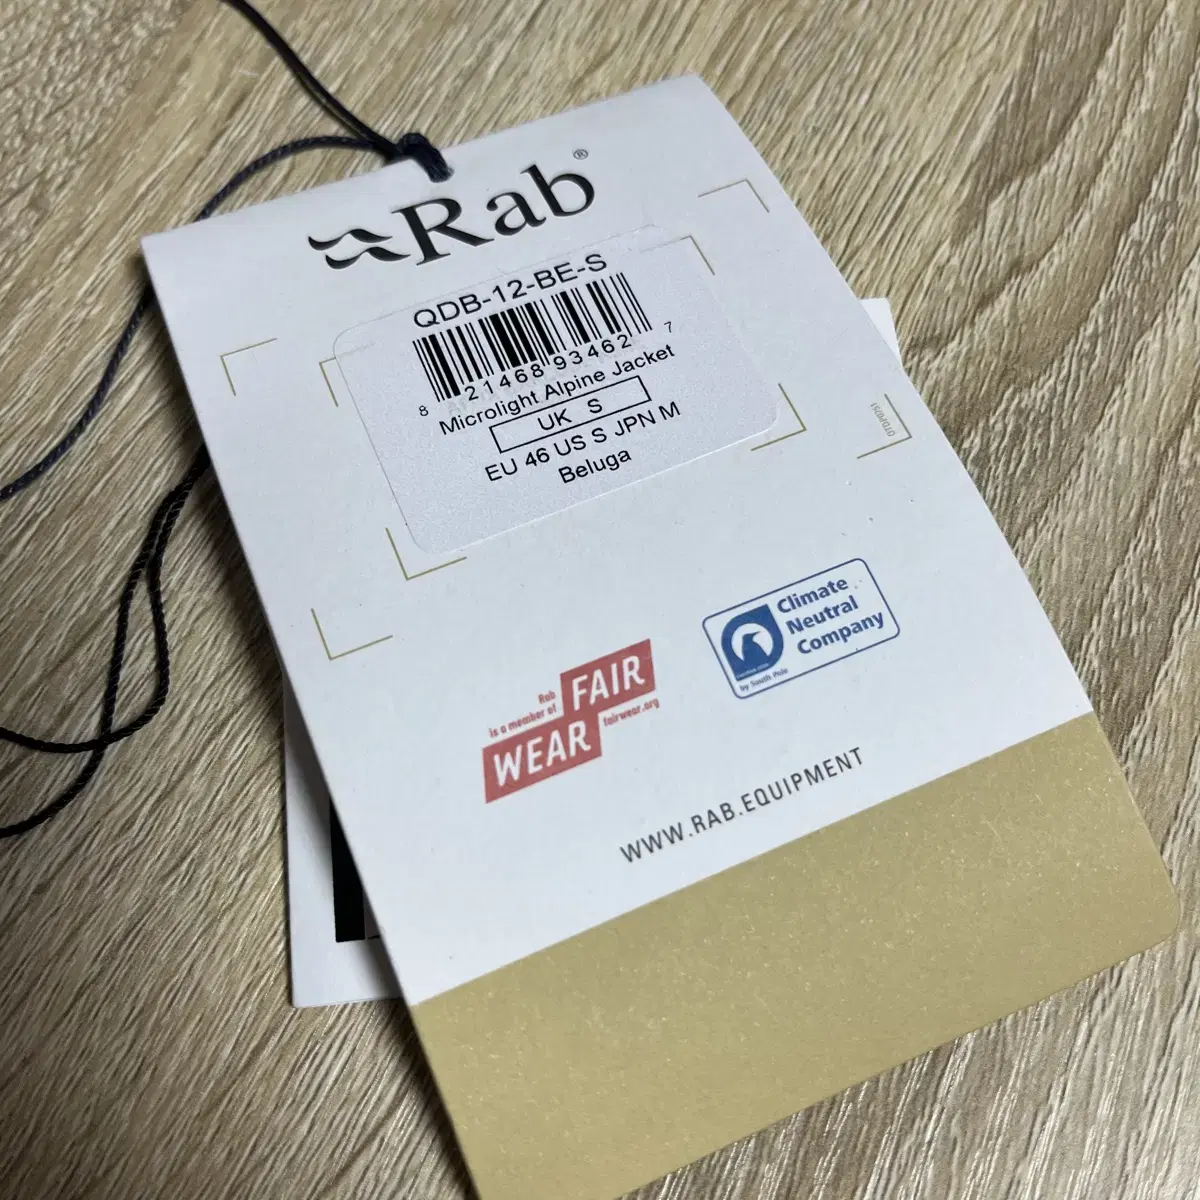 Rab®
QDB-12-BE-S
8 21468 93462 7
Microlight Alpine Jacket
UK S
EU 46 US S JPN M
Beluga
OTDP0751
Climate
Neutral
Company
by South Pole
Rab
is a member of
FAIR
WEAR
fairwear.org
WWW.RAB.EQUIPMENT